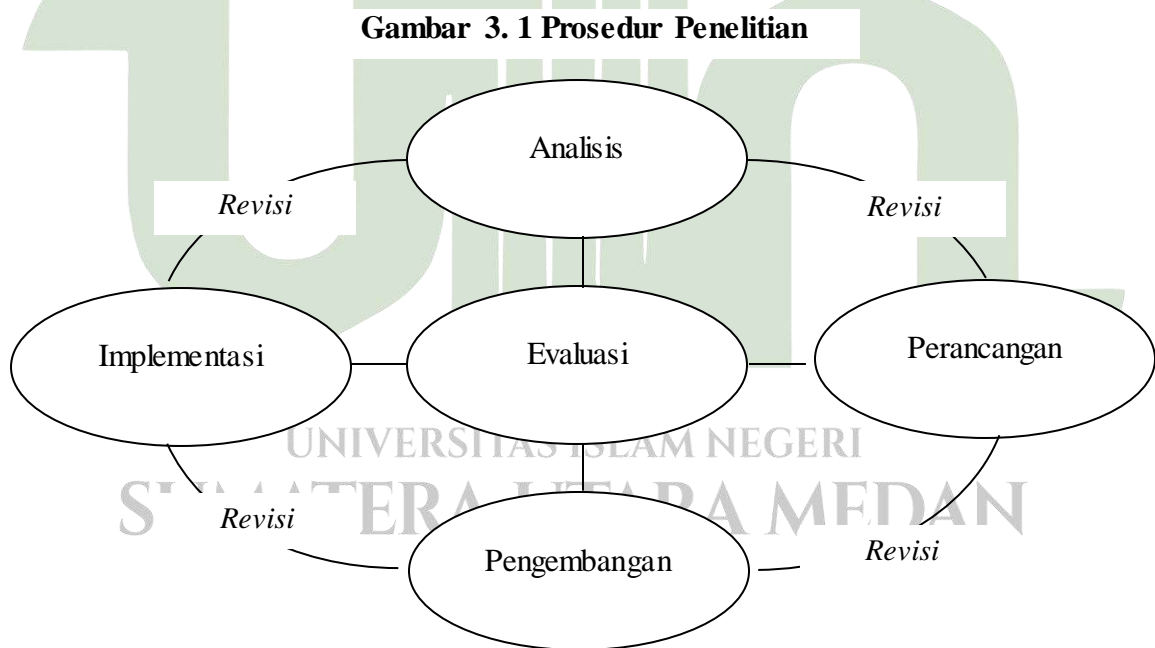 Gambar 3. 1 Prosedur Penelitian
Analisis
Revisi
Revisi
Implementasi
Evaluasi
Perancangan
UNIVERSITAS ISLAM NEGERI
SUMATERA UTARA MEDAN
Revisi
Revisi
Pengembangan